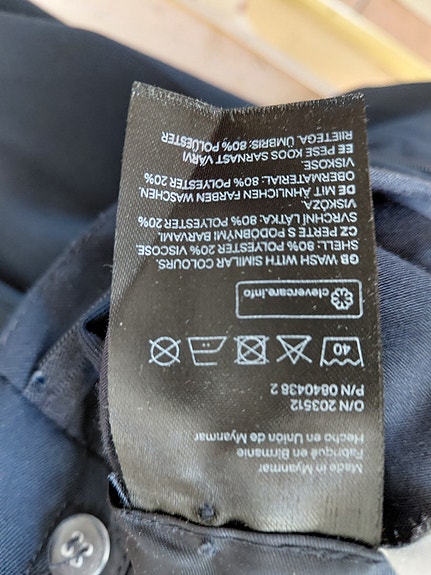 Made in Myanmar
Fabriqué en Birmanie
Hecho en Unión de Myanmar
O/N 203512
P/N 0840438 2
40
clevercare.info
GB WASH WITH SIMILAR COLOURS.
SHELL: 80% POLYESTER 20% VISCOSE.
CZ PERTE S PODOBNÝMI BARVAMI.
SVRCHNÍ LÁTKA: 80% POLYESTER 20%
VISKÓZA.
DE MIT ÄHNLICHEN FARBEN WASCHEN.
OBERMATERIAL: 80% POLYESTER 20%
VISKOSE.
EE PESE KOOS SARNAST VÄRVI
RIIETEGA. ÜMBRIS: 80% POLÜESTER